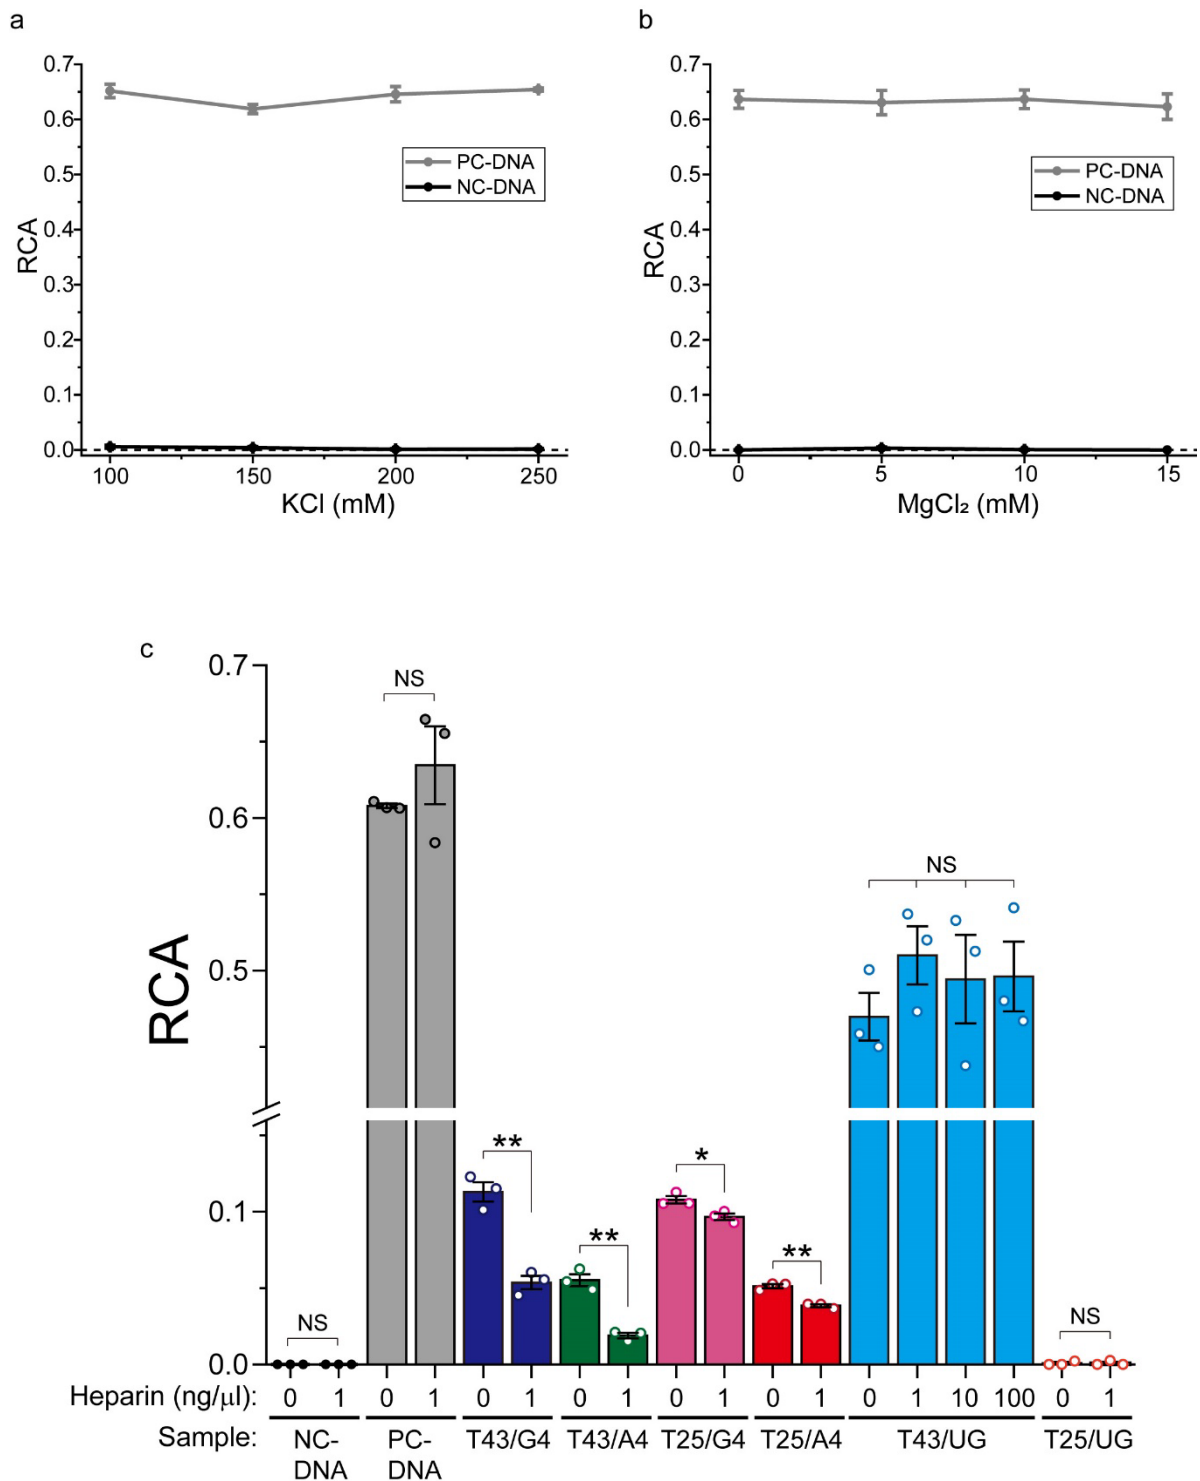 a
0.7
0.6
0.5
0.4
0.3
0.2
0.1
0.0
RCA
PC-DNA
NC-DNA
100 150 200 250
KCl (mM)
b
0.7
0.6
0.5
0.4
0.3
0.2
0.1
0.0
RCA
PC-DNA
NC-DNA
0 5 10 15
MgCl₂ (mM)
c
0.7
0.6
0.5
0.1
0.0
RCA
NS
NS
**
**
*
**
NS
NS
Heparin (ng/μl): 0 1 0 1 0 1 0 1 0 1 0 1 0 1 10 100 0 1
Sample: NC- PC- T43/G4 T43/A4 T25/G4 T25/A4 T43/UG T25/UG
DNA DNA